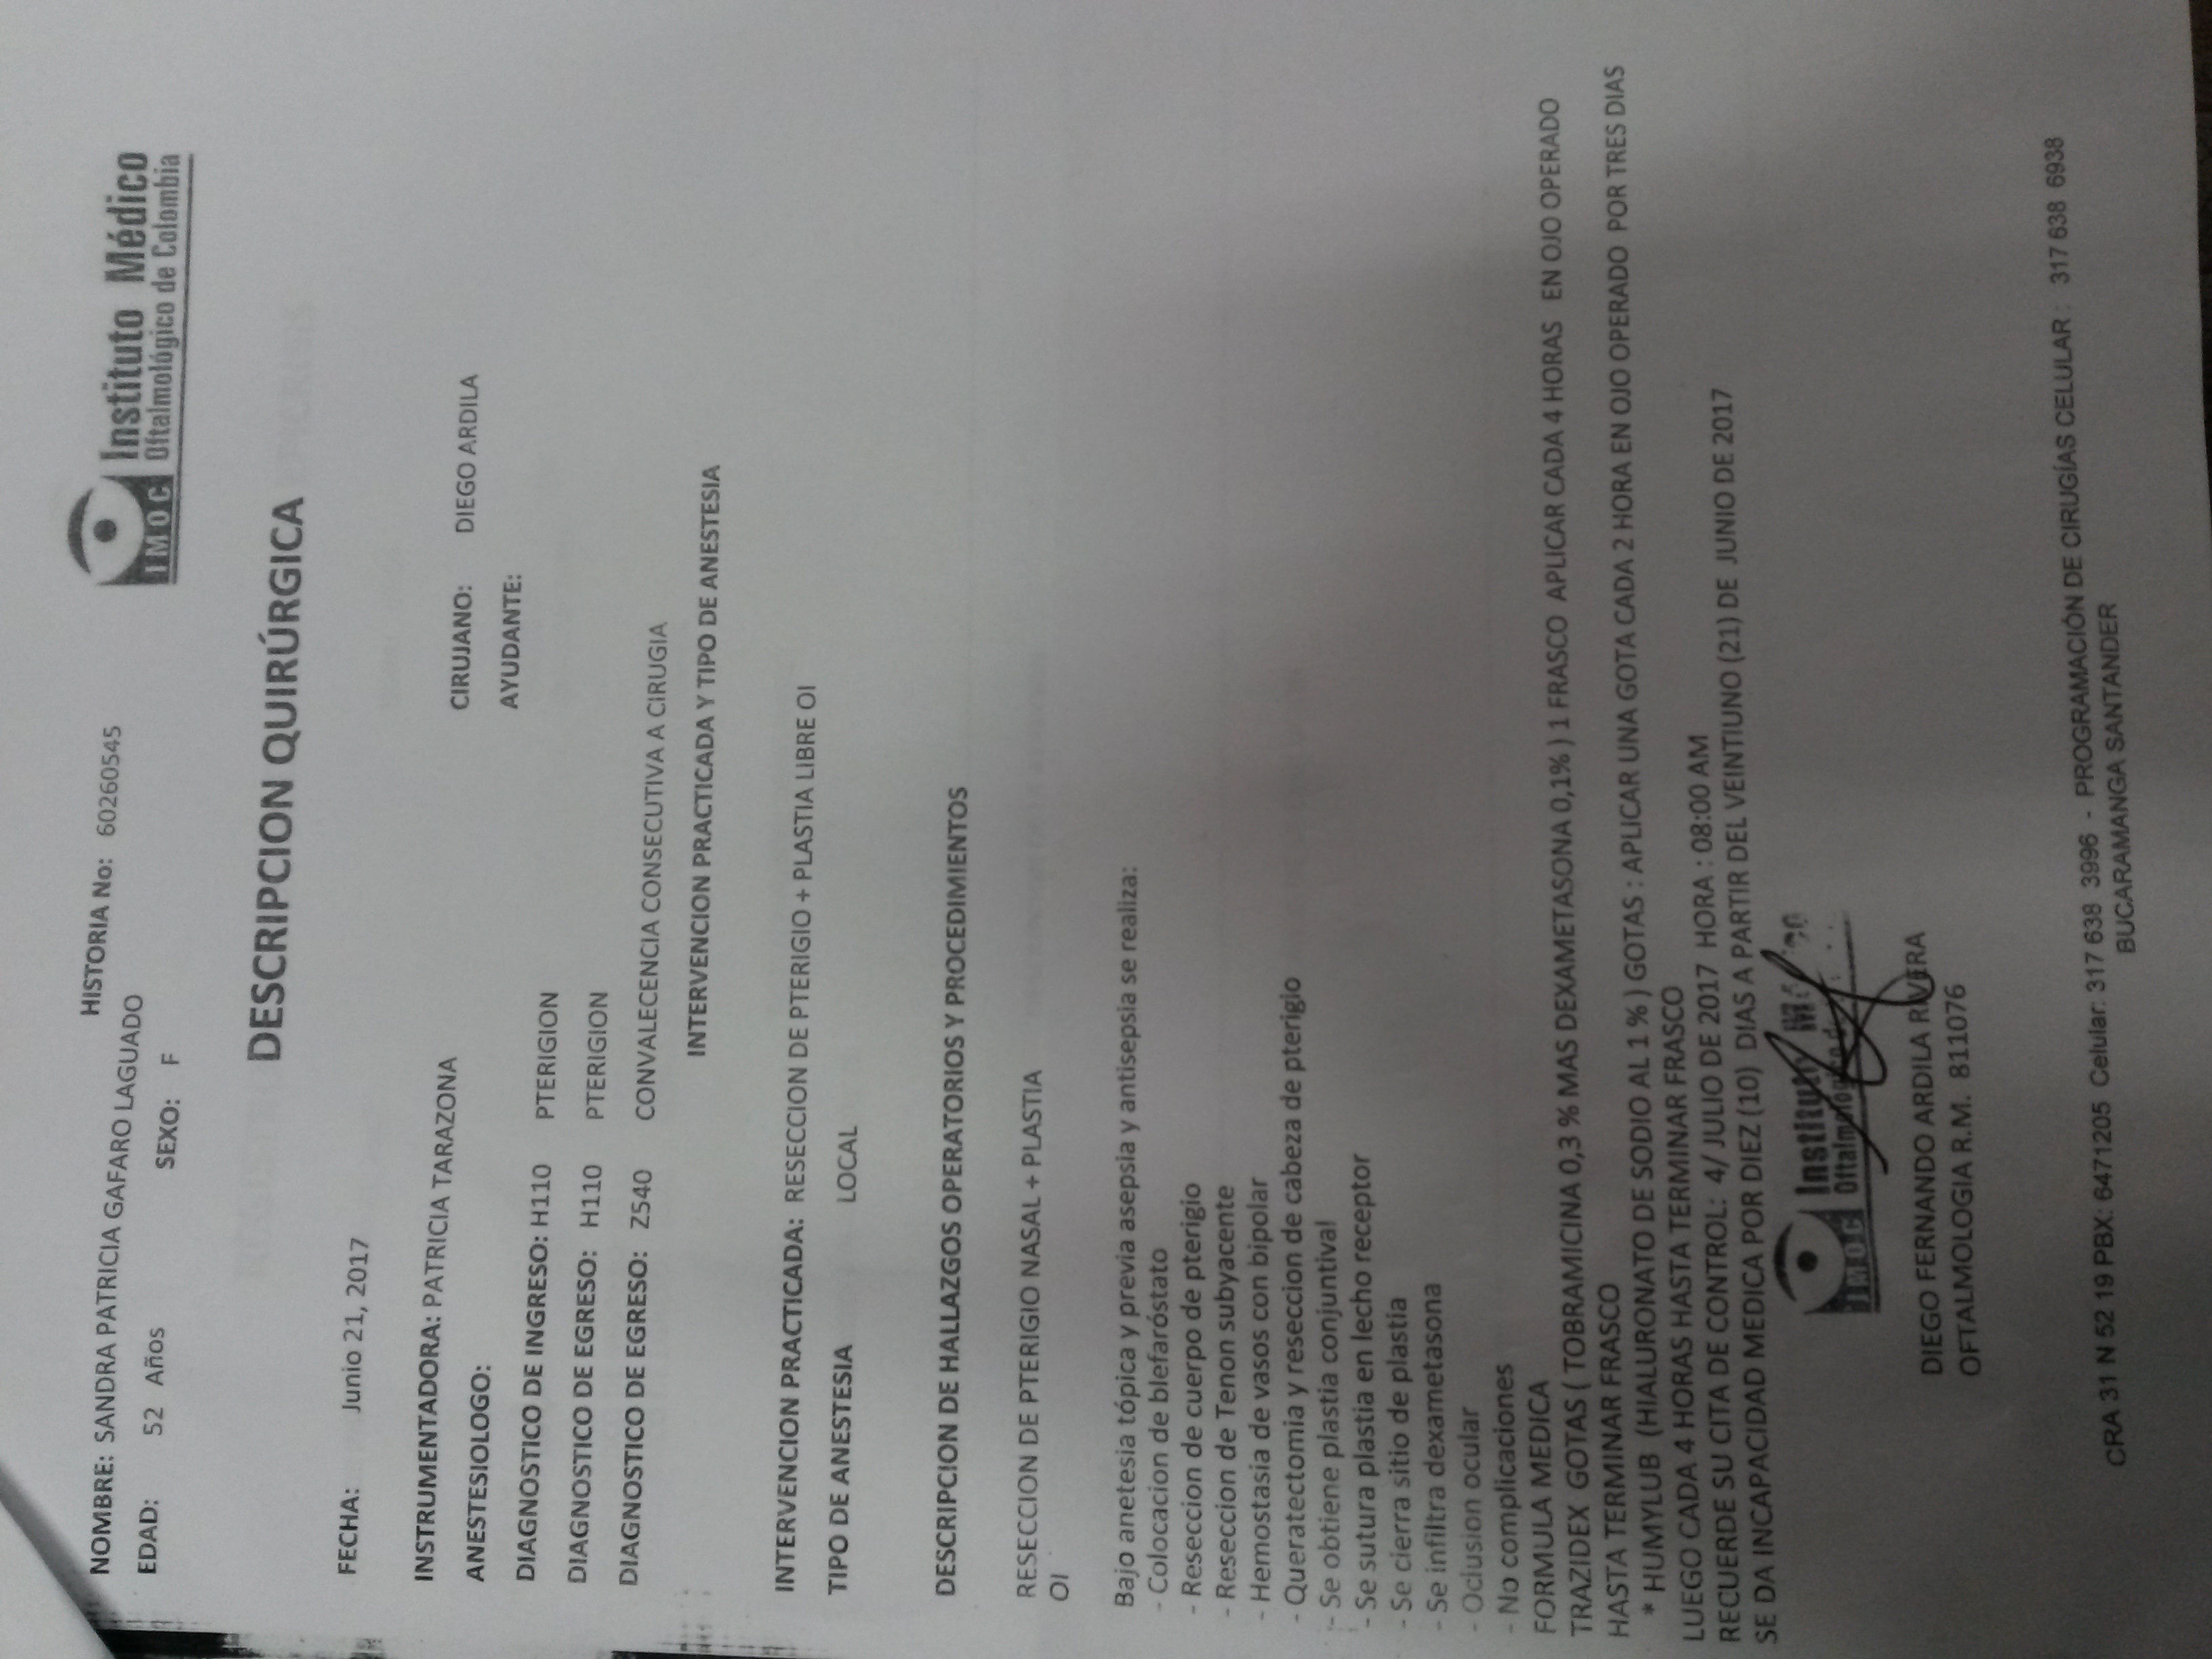 HISTORIA No: 60260545
NOMBRE: SANDRA PATRICIA GAFARO LAGUADO
EDAD: 52 Años SEXO: F
Instituto Médico
Oftalmológico de Colombia
IMOC
DESCRIPCION QUIRÚRGICA
FECHA: Junio 21, 2017
INSTRUMENTADORA: PATRICIA TARAZONA CIRUJANO: DIEGO ARDILA
ANESTESIOLOGO: AYUDANTE:
DIAGNOSTICO DE INGRESO: H110 PTERIGION
DIAGNOSTICO DE EGRESO: H110 PTERIGION
DIAGNOSTICO DE EGRESO: Z540 CONVALECENCIA CONSECUTIVA A CIRUGIA
INTERVENCION PRACTICADA Y TIPO DE ANESTESIA
INTERVENCION PRACTICADA: RESECCION DE PTERIGIO + PLASTIA LIBRE OI
TIPO DE ANESTESIA LOCAL
DESCRIPCION DE HALLAZGOS OPERATORIOS Y PROCEDIMIENTOS
RESECCION DE PTERIGIO NASAL + PLASTIA
OI
Bajo anetesia tópica y previa asepsia y antisepsia se realiza:
- Colocacion de blefaróstato
- Reseccion de cuerpo de pterigio
- Reseccion de Tenon subyacente
- Hemostasia de vasos con bipolar
- Queratectomia y reseccion de cabeza de pterigio
- Se obtiene plastia conjuntival
- Se sutura plastia en lecho receptor
- Se cierra sitio de plastia
- Se infiltra dexametasona
- Oclusion ocular
- No complicaciones
FORMULA MEDICA
TRAZIDEX GOTAS ( TOBRAMICINA 0,3 % MAS DEXAMETASONA 0,1% ) 1 FRASCO APLICAR CADA 4 HORAS EN OJO OPERADO
HASTA TERMINAR FRASCO
* HUMYLUB (HIALURONATO DE SODIO AL 1 % ) GOTAS : APLICAR UNA GOTA CADA 2 HORA EN OJO OPERADO POR TRES DIAS
LUEGO CADA 4 HORAS HASTA TERMINAR FRASCO
RECUERDE SU CITA DE CONTROL: 4/ JULIO DE 2017 HORA : 08:00 AM
SE DA INCAPACIDAD MEDICA POR DIEZ (10) DIAS A PARTIR DEL VEINTIUNO (21) DE JUNIO DE 2017
Instituto
IMOC
DIEGO FERNANDO ARDILA RIVERA
OFTALMOLOGIA R.M. 811076
CRA 31 N 52 19 PBX: 6471205 Celular: 317 638 3996 - PROGRAMACIÓN DE CIRUGÍAS CELULAR : 317 638 6938
BUCARAMANGA SANTANDER